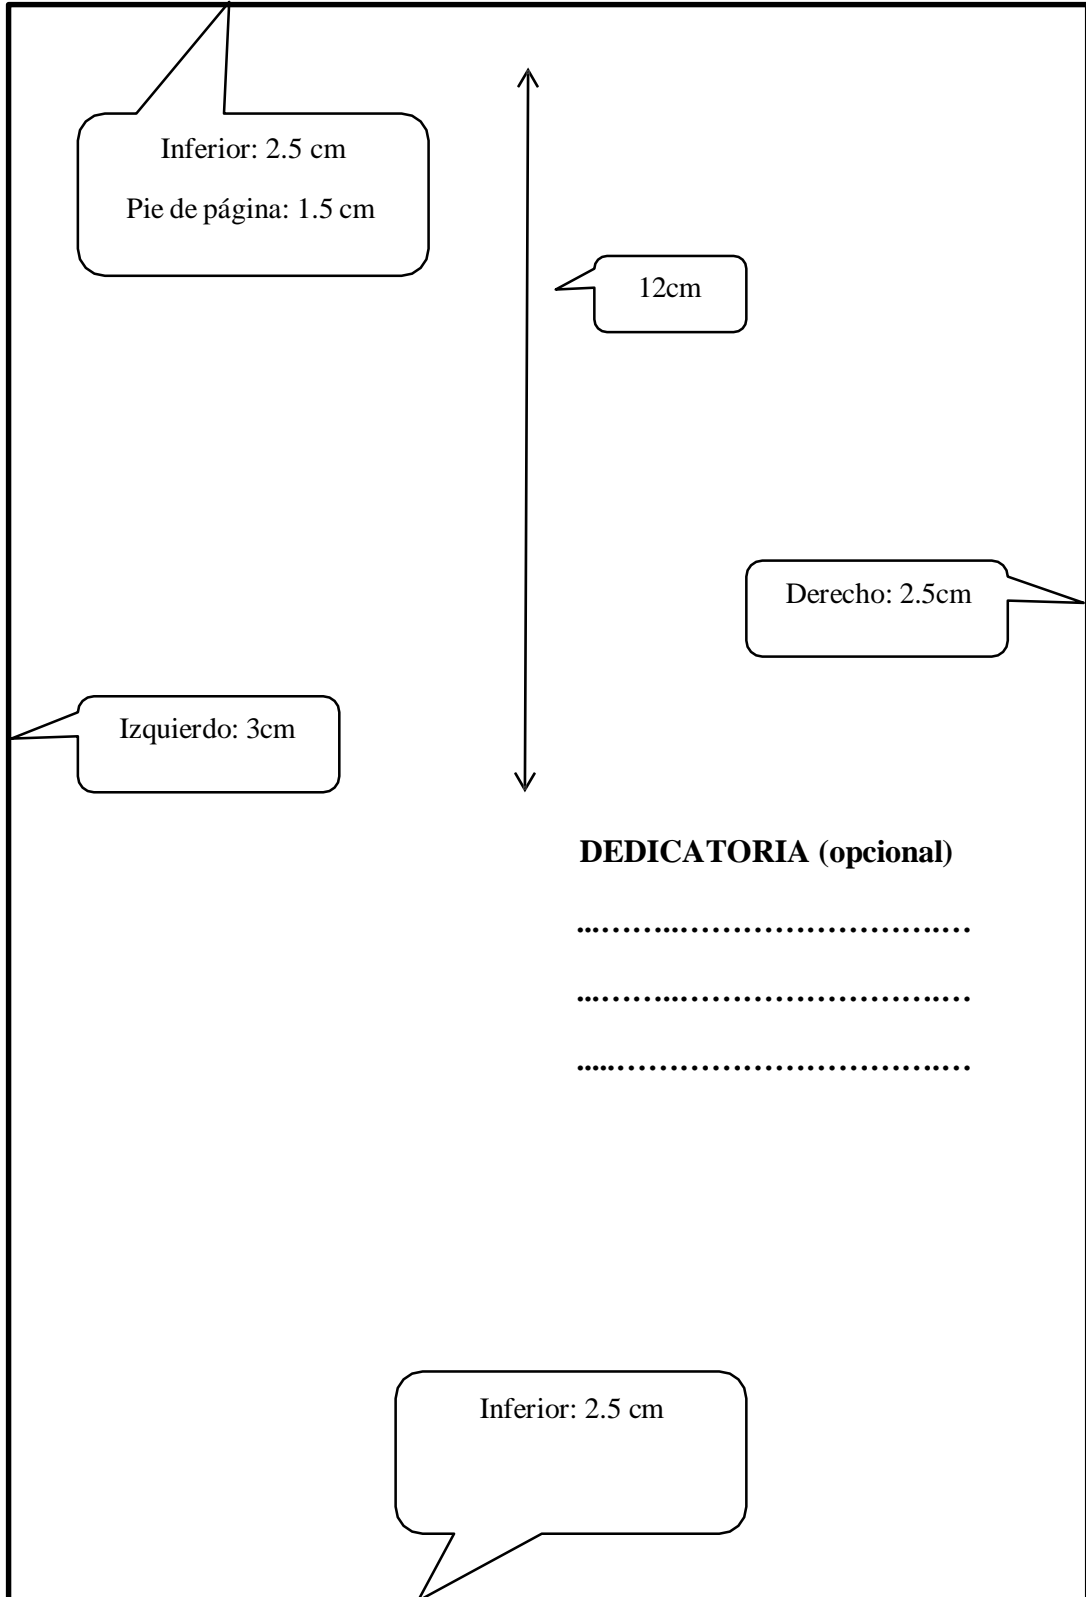 Inferior: 2.5 cm
Pie de página: 1.5 cm
12cm
Derecho: 2.5cm
Izquierdo: 3cm
DEDICATORIA (opcional)
...……...…………………….…
...……...…………………….…
.....………………………….…
Inferior: 2.5 cm